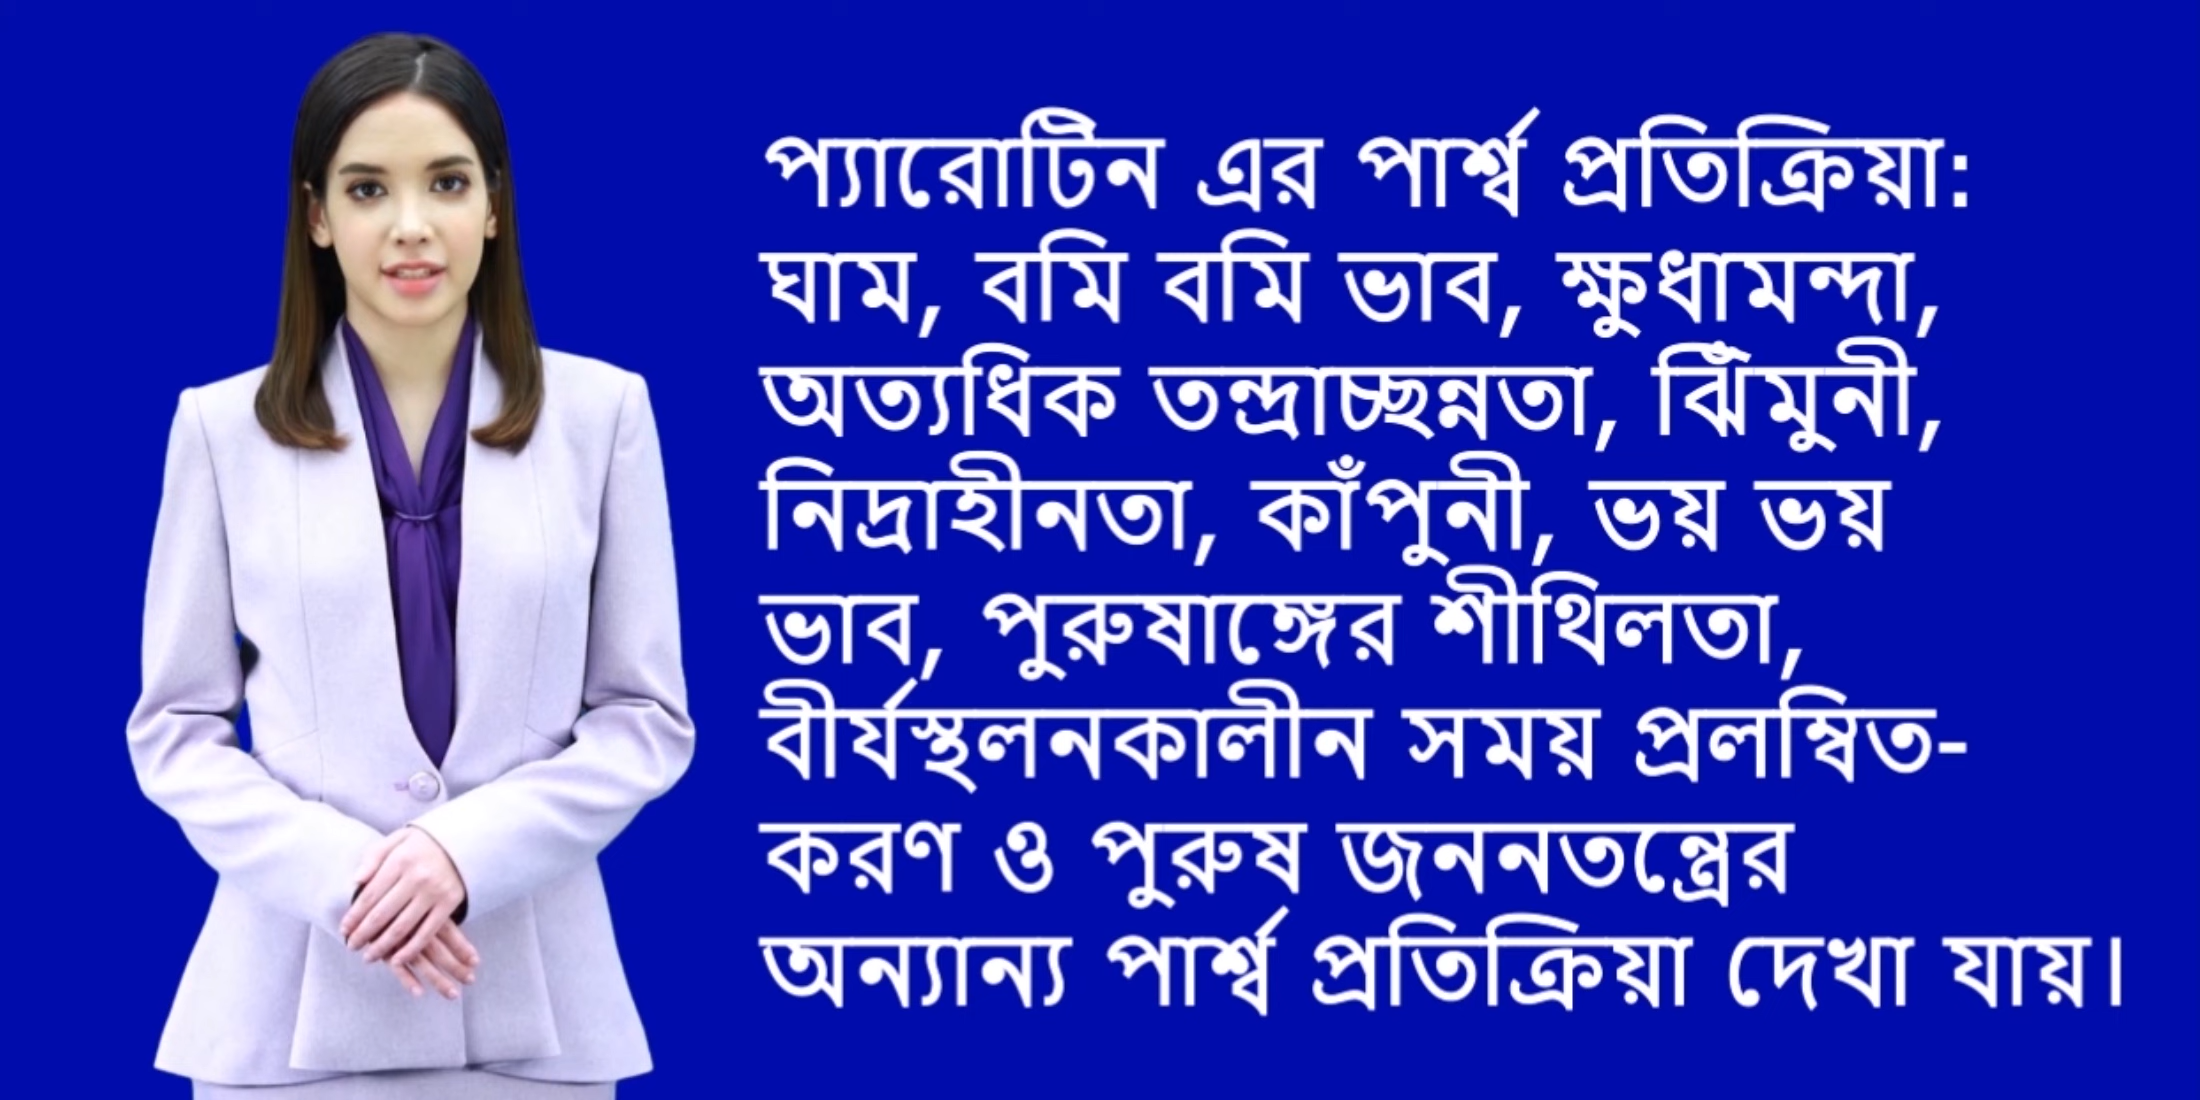 প্যারোটিন এর পার্শ্ব প্রতিক্রিয়া:
ঘাম, বমি বমি ভাব, ক্ষুধামন্দা,
অত্যধিক তন্দ্রাচ্ছন্নতা, ঝিঁমুনী,
নিদ্রাহীনতা, কাঁপুনী, ভয় ভয়
ভাব, পুরুষাঙ্গের শীথিলতা,
বীর্যস্থলনকালীন সময় প্রলম্বিত-
করণ ও পুরুষ জননতন্ত্রের
অন্যান্য পার্শ্ব প্রতিক্রিয়া দেখা যায়।